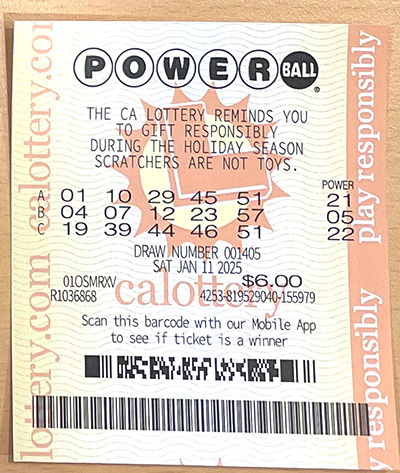 POWERBALL
THE CA LOTTERY REMINDS YOU
TO GIFT RESPONSIBLY
DURING THE HOLIDAY SEASON
SCRATCHERS ARE NOT TOYS.
POWER
A 01 10 29 45 51 21
B 04 07 12 23 57 05
C 19 39 44 46 51 22
DRAW NUMBER 001405
SAT JAN 11 2025
01OSMRXV $6.00
R1036868 4253-819529040-155979
calottery
Scan this barcode with our Mobile App
to see if ticket is a winner
lottery.com calottery.co
y responsibly play responsibly